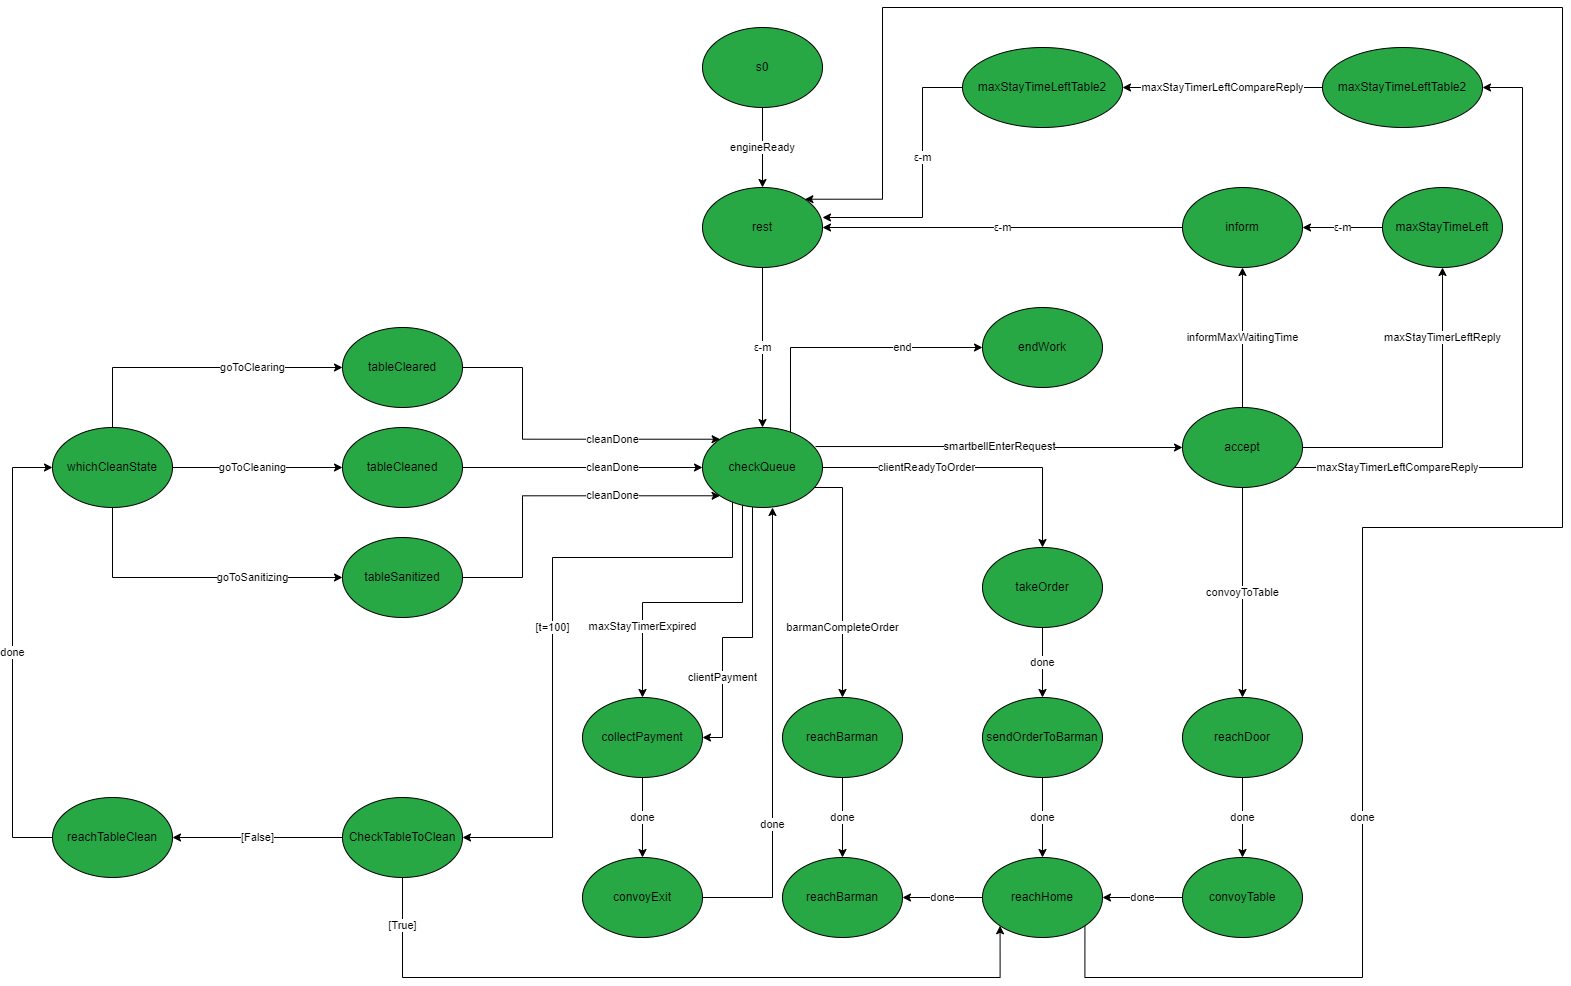 s0
maxStayTimeLeftTable2
maxStayTimerLeftCompareReply
maxStayTimeLeftTable2
engineReady
ε-m
rest
ε-m
inform
ε-m
maxStayTimeLeft
ε-m
end
endWork
informMaxWaitingTime
maxStayTimerLeftReply
goToClearing
tableCleared
cleanDone
smartbellEnterRequest
accept
whichCleanState
goToCleaning
tableCleaned
cleanDone
checkQueue
clientReadyToOrder
maxStayTimerLeftCompareReply
cleanDone
goToSanitizing
tableSanitized
takeOrder
convoyToTable
[t=100]
maxStayTimerExpired
barmanCompleteOrder
done
done
clientPayment
collectPayment
reachBarman
sendOrderToBarman
reachDoor
done
done
done
done
done
done
reachTableClean
[False]
CheckTableToClean
convoyExit
reachBarman
done
reachHome
done
convoyTable
[True]